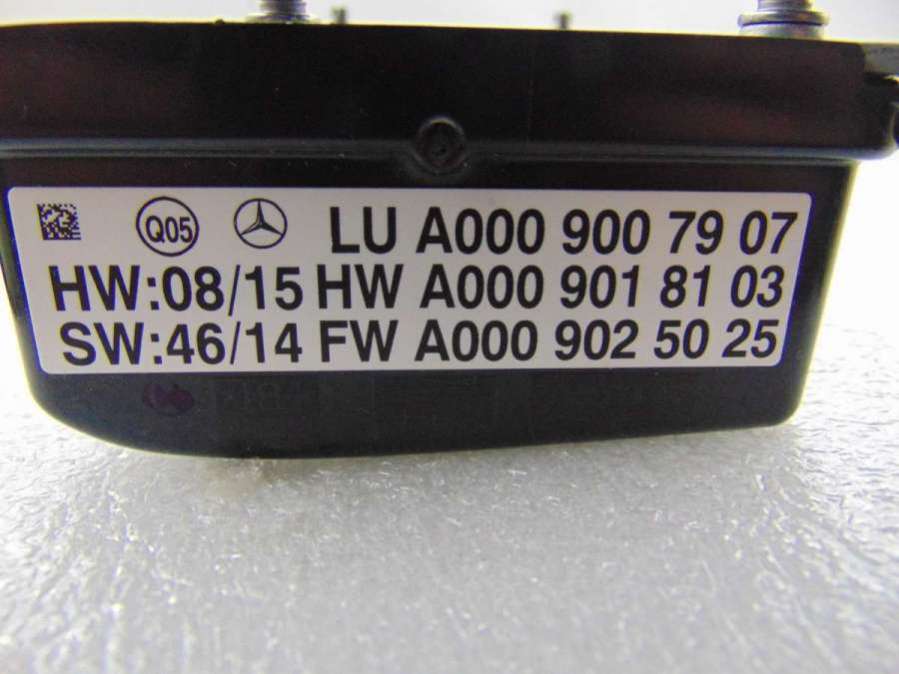 Q05 LU A000 900 79 07
HW:08/15 HW A000 901 81 03
SW:46/14 FW A000 902 50 25